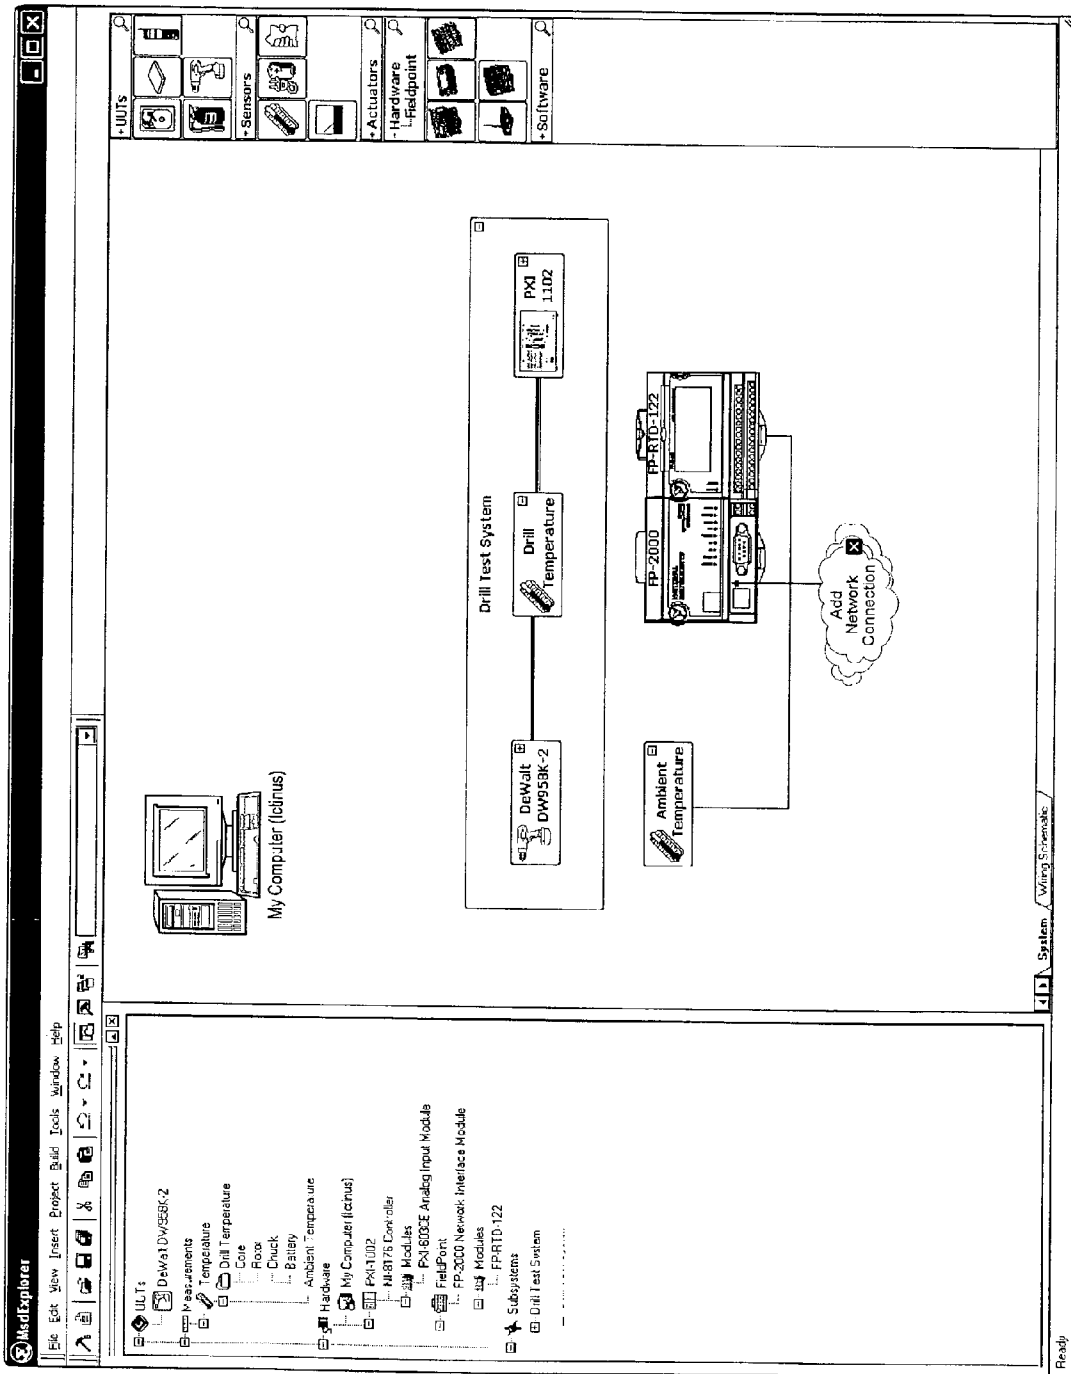 MsdExplorer
File Edit View Insert Project Build Tools Window Help
UUTs
DeWalt DW958K-2
Measurements
Temperature
Drill Temperature
Core
Rotor
Chuck
Battery
Ambient Temperature
Hardware
My Computer (Ictinus)
PXI-1002
NI-8176 Controller
Modules
PXI-6030E Analog Input Module
FieldPoint
FP-2000 Network Interface Module
Modules
FP-RTD-122
Subsystems
Drill Test System
My Computer (Ictinus)
Drill Test System
DeWalt
DW958K-2
Drill
Temperature
PXI
1102
Ambient
Temperature
FP-2000
FP-RTD-122
Add
Network
Connection
System
Wiring Schematic
+UUTs
Sensors
+Actuators
-Hardware
Fieldpoint
+Software
Ready